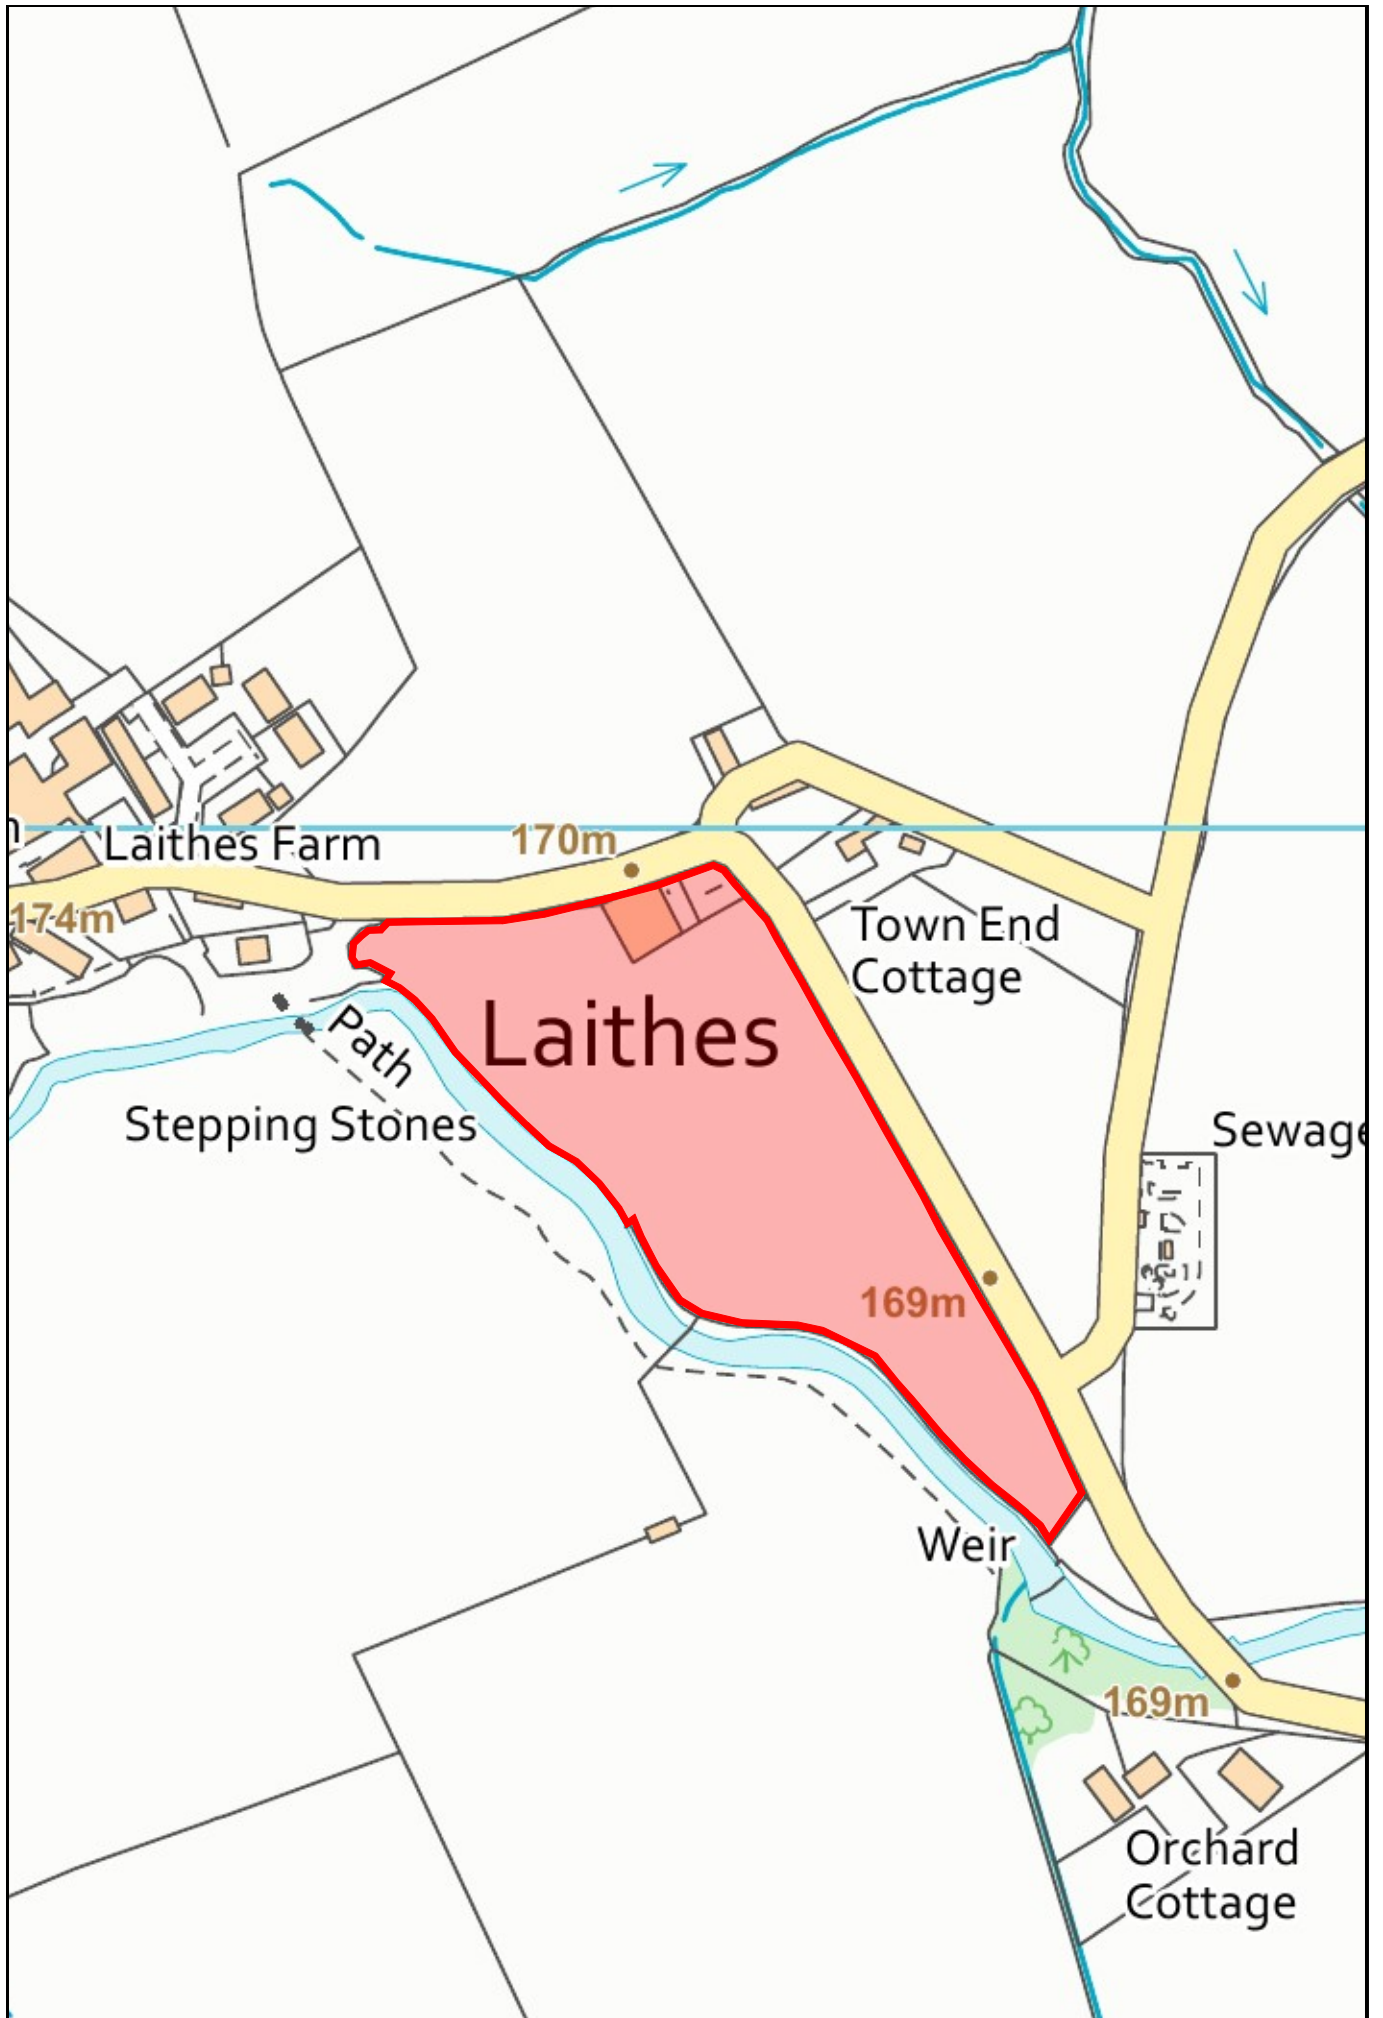 170m
Laithes Farm
174m
Town End
Cottage
Laithes
Path
Stepping Stones
Sewage
169m
Weir
169m
Orchard
Cottage